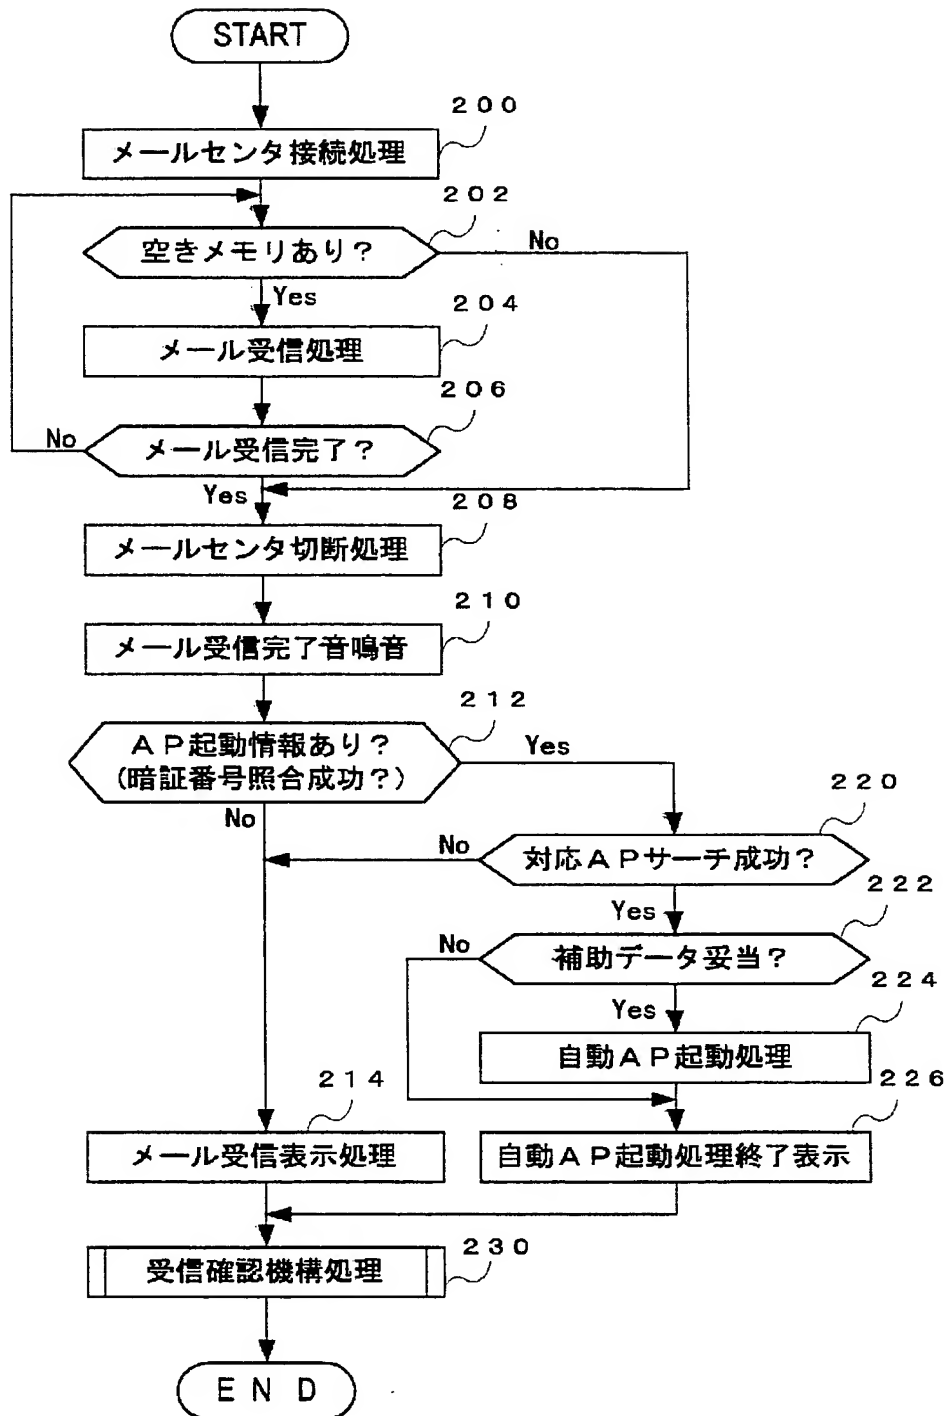 START
200
メールセンタ接続処理
202
空きメモリあり?
No
Yes
204
メール受信処理
206
メール受信完了?
No
Yes
208
メールセンタ切断処理
210
メール受信完了音鳴音
212
AP起動情報あり?
(暗証番号照合成功?)
Yes
No
220
対応APサーチ成功?
No
Yes
222
補助データ妥当?
No
Yes
224
自動AP起動処理
214
メール受信表示処理
226
自動AP起動処理終了表示
230
受信確認機構処理
END